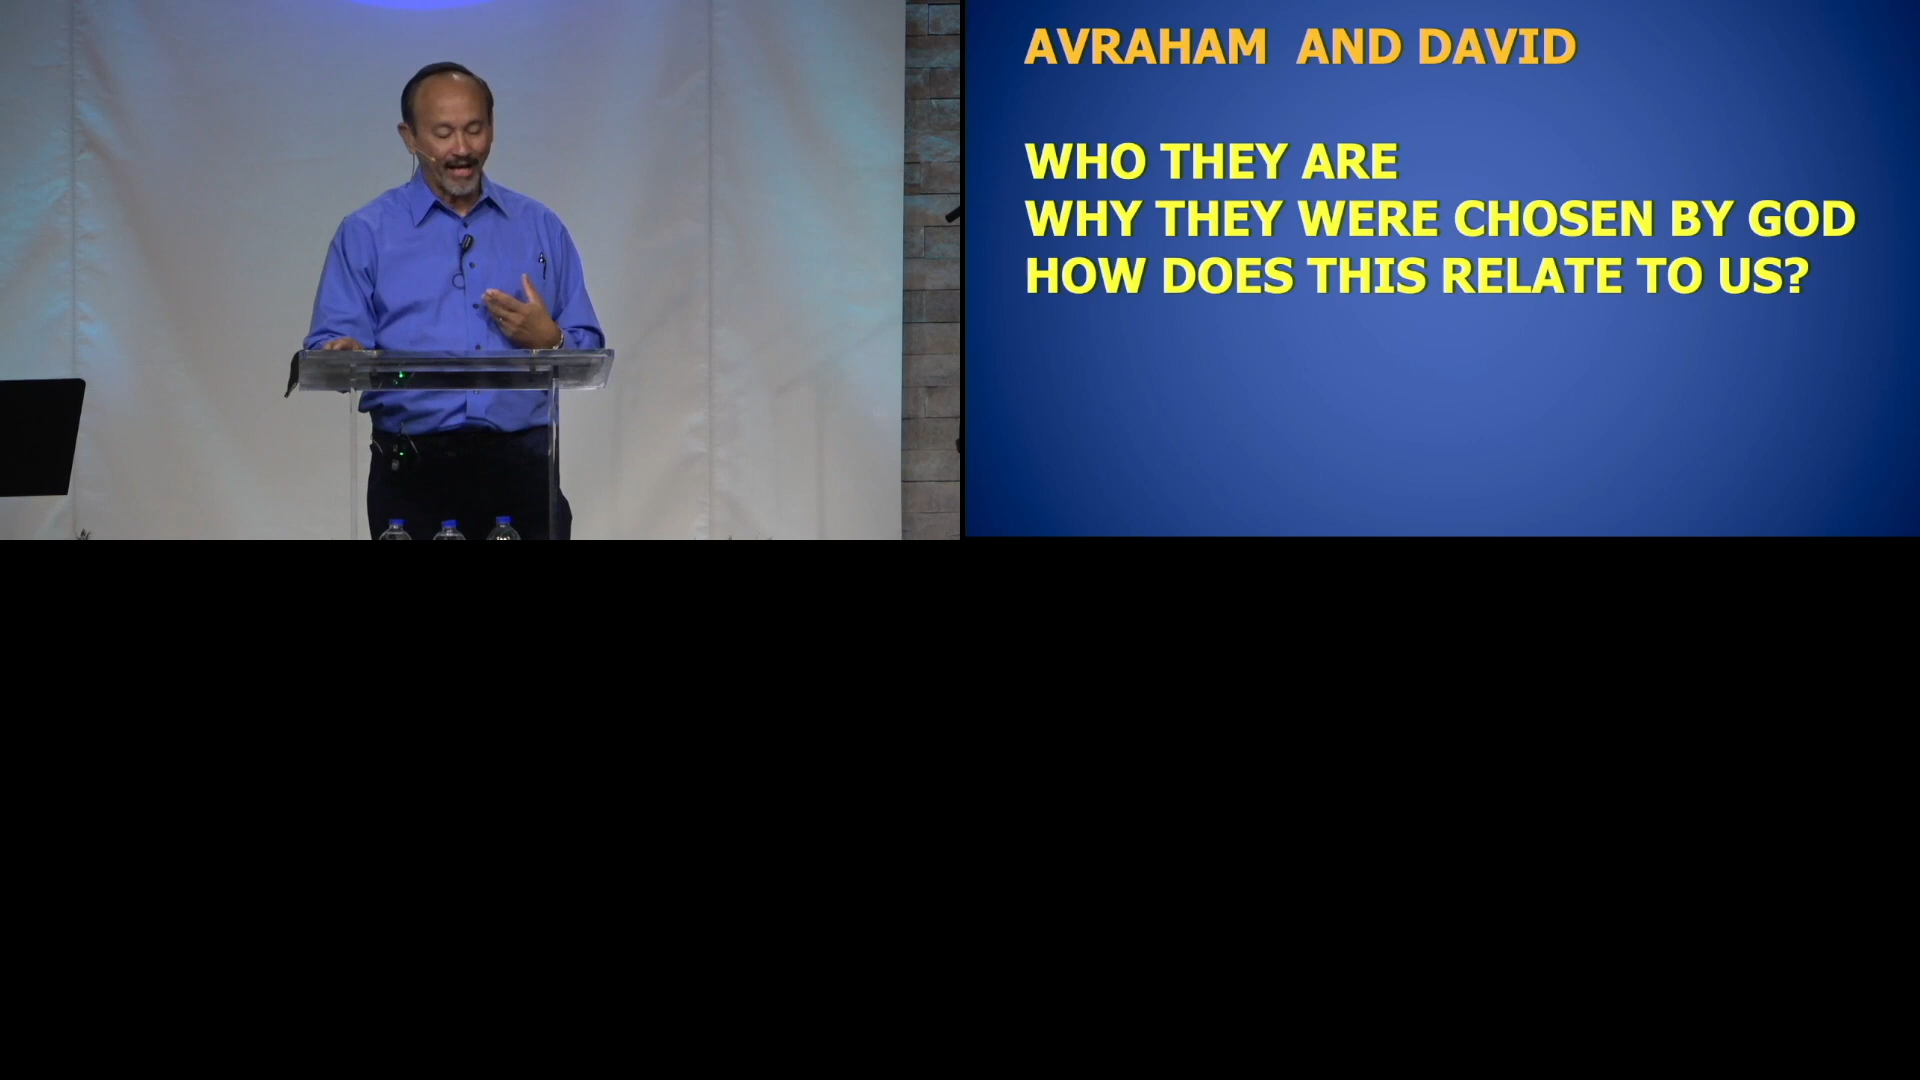 AVRAHAM  AND DAVID
WHO THEY ARE
WHY THEY WERE CHOSEN BY GOD
HOW DOES THIS RELATE TO US?